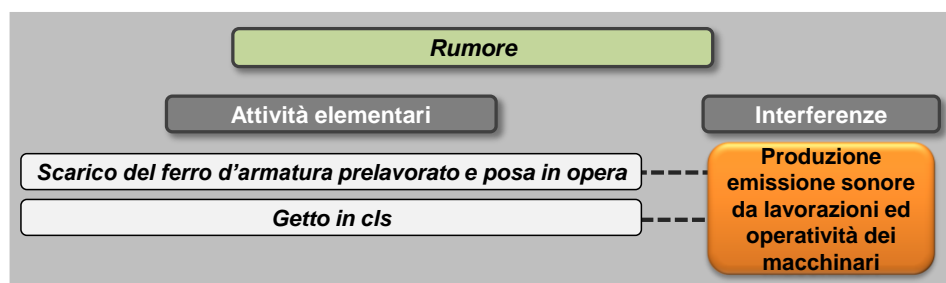 Rumore
Attività elementari
Interferenze
Scarico del ferro d'armatura prelavorato e posa in opera
Getto in cls
Produzione
emissione sonore
da lavorazioni ed
operatività dei
macchinari